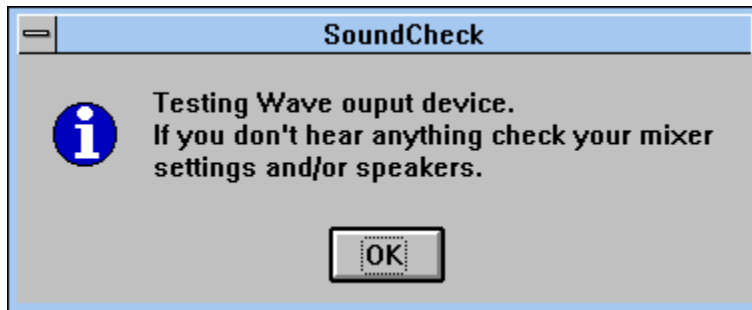 SoundCheck
Testing Wave ouput device.
If you don't hear anything check your mixer
settings and/or speakers.
OK